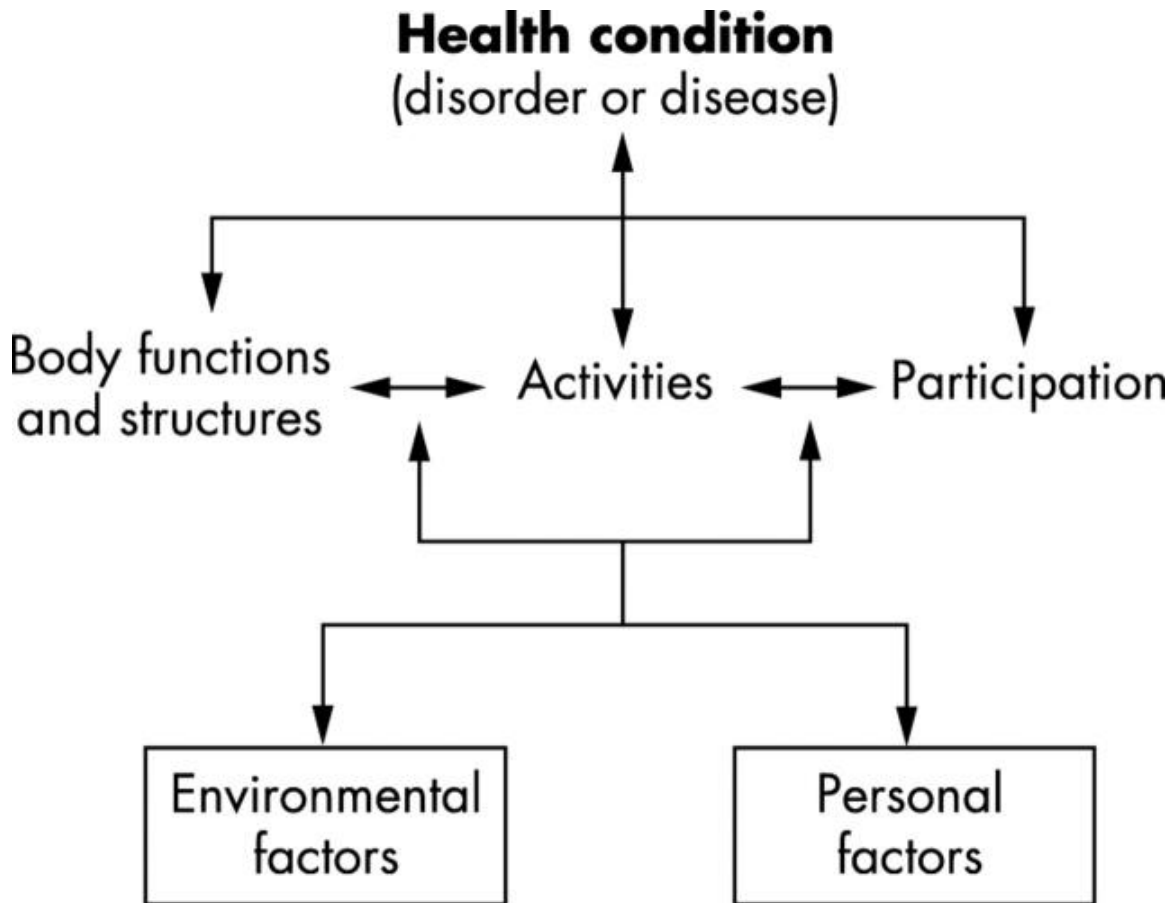 Health condition
(disorder or disease)
Body functions
and structures
Activities
Participation
Environmental
factors
Personal
factors